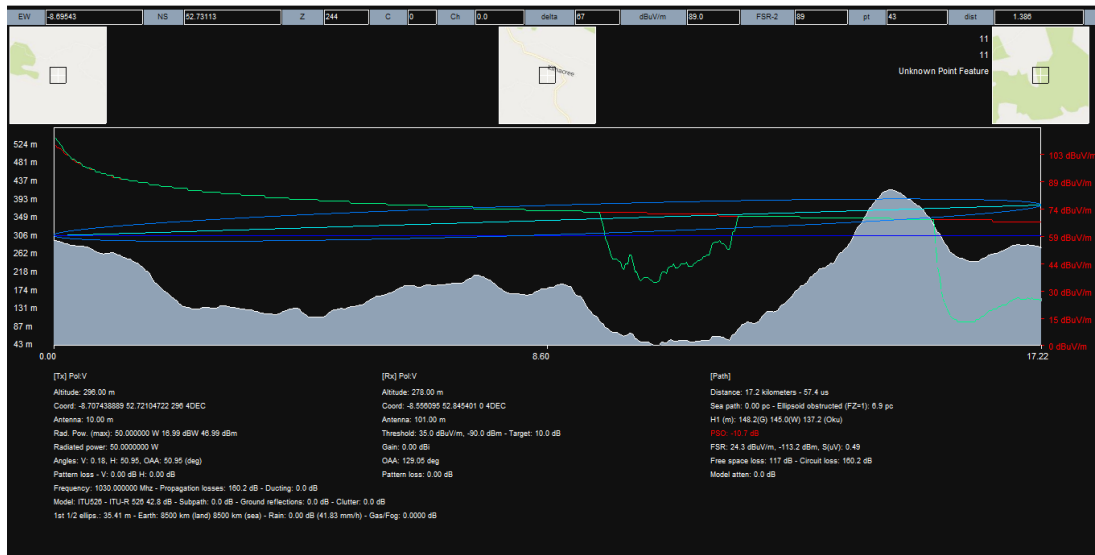 EW -8.69543 NS 52.73113 Z 244 C 0 Ch 0.0 delta 67 dBuV/m 89.0 FSR-2 89 pt 43 dist 1.386
11
11
Unknown Point Feature
524 m
481 m
437 m
393 m
349 m
306 m
262 m
218 m
174 m
131 m
87 m
43 m
103 dBuV/m
89 dBuV/m
74 dBuV/m
59 dBuV/m
44 dBuV/m
30 dBuV/m
15 dBuV/m
0 dBuV/m
0.00 8.60 17.22
[Tx] Pol:V
Altitude: 296.00 m
Coord: -8.707438889 52.72104722 296 4DEC
Antenna: 10.00 m
Rad. Pow. (max): 50.000000 W 16.99 dBW 46.99 dBm
Radiated power: 50.0000000 W
Angles: V: 0.18, H: 50.95, OAA: 50.95 (deg)
Pattern loss - V: 0.00 dB H: 0.00 dB
Frequency: 1030.000000 Mhz - Propagation losses: 160.2 dB - Ducting: 0.0 dB
Model: ITU526 - ITU-R 526 42.8 dB - Subpath: 0.0 dB - Ground reflections: 0.0 dB - Clutter: 0.0 dB
1st 1/2 ellips.: 35.41 m - Earth: 8500 km (land) 8500 km (sea) - Rain: 0.00 dB (41.83 mm/h) - Gas/Fog: 0.0000 dB
[Rx] Pol:V
Altitude: 278.00 m
Coord: -8.556095 52.845401 0 4DEC
Antenna: 101.00 m
Threshold: 35.0 dBuV/m, -90.0 dBm - Target: 10.0 dB
Gain: 0.00 dBi
OAA: 129.05 deg
Pattern loss: 0.00 dB
[Path]
Distance: 17.2 kilometers - 57.4 us
Sea path: 0.00 pc - Ellipsoid obstructed (FZ=1): 6.9 pc
H1 (m): 148.2(G) 145.0(W) 137.2 (Oku)
PSO: -10.7 dB
FSR: 24.3 dBuV/m, -113.2 dBm, S(uV): 0.49
Free space loss: 117 dB - Circuit loss: 160.2 dB
Model atten: 0.0 dB